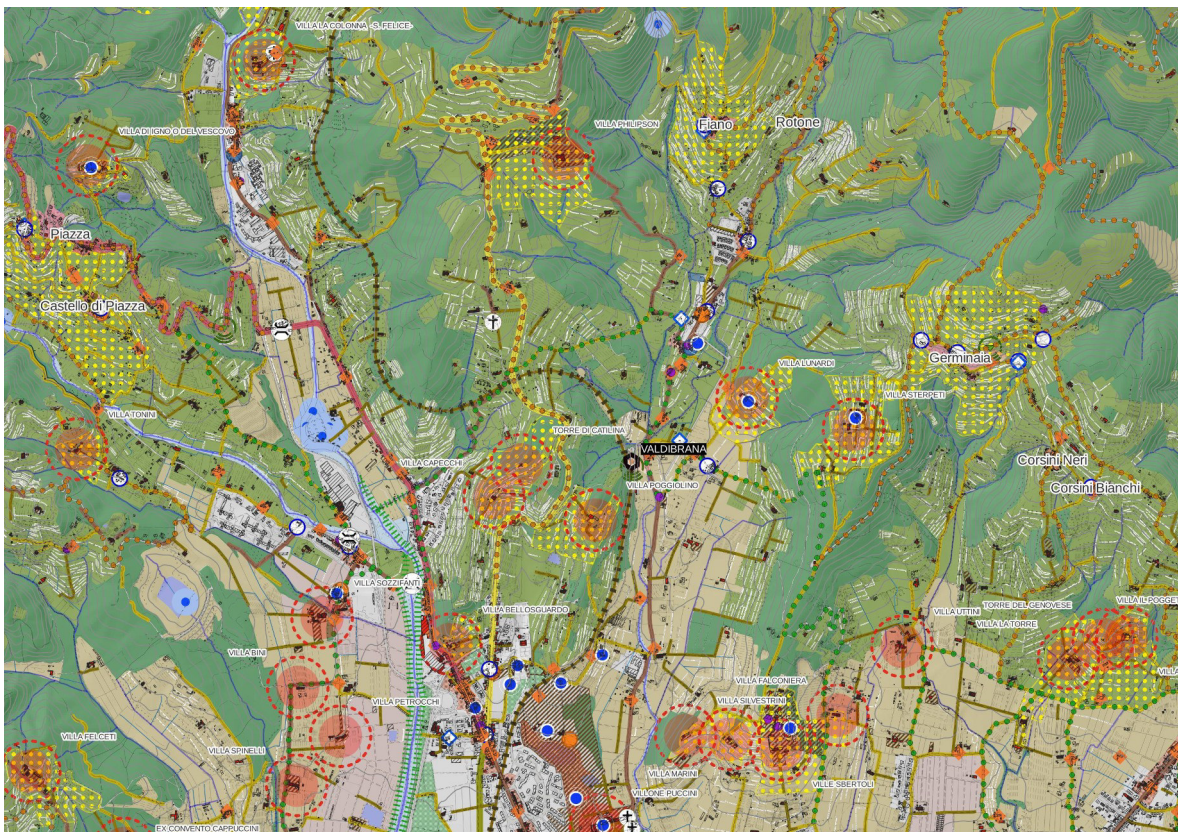 VILLA LA COLONNA -S. FELICE-
VILLA DI IGNO O DEL VESCOVO
VILLA PHILIPSON
Fiano
Rotone
Piazza
Castello di Piazza
Germinaia
VILLA LUNARDI
VILLA STERPETI
VILLA TONINI
TORRE DI CATILINA
VALDIBRANA
VILLA CAPECCHI
Corsini Neri
VILLA POGGIOLINO
Corsini Bianchi
VILLA SOZZIFANTI
VILLA BELLOSGUARDO
VILLA UTTINI
TORRE DEL GENOVESE
VILLA IL POGGET
VILLA LA TORRE
VILLA BINI
VILLA FALCONIERA
VILLA
VILLA PETROCCHI
VILLA SILVESTRINI
VILLA FELCETI
VILLA SPINELLI
VILLA MARINI
VILLE SBERTOLI
VILLONE PUCCINI
EX CONVENTO CAPPUCCINI